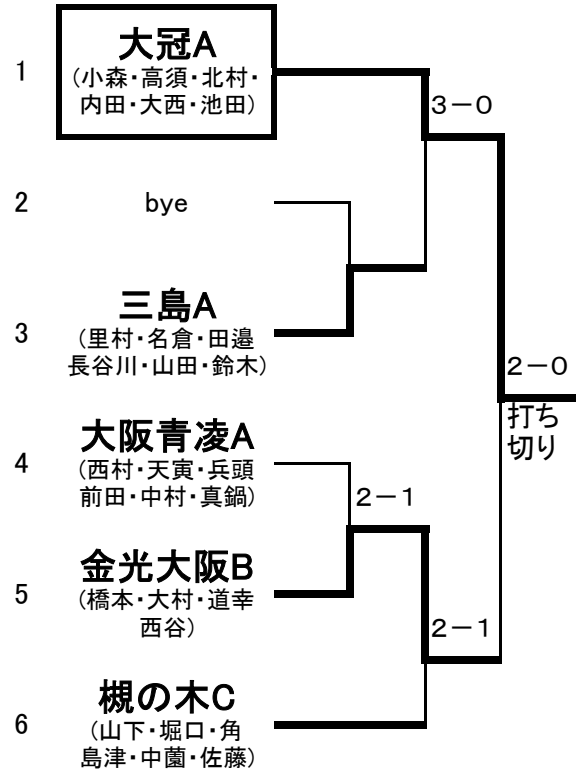 1
大冠A
(小森・高須・北村・
内田・大西・池田)
3－0
2
bye
3
三島A
(里村・名倉・田邉
長谷川・山田・鈴木)
2－0
打ち
切り
4
大阪青凌A
(西村・天寅・兵頭
前田・中村・真鍋)
2－1
5
金光大阪B
(橋本・大村・道幸
西谷)
2－1
6
槻の木C
(山下・堀口・角
島津・中薗・佐藤)